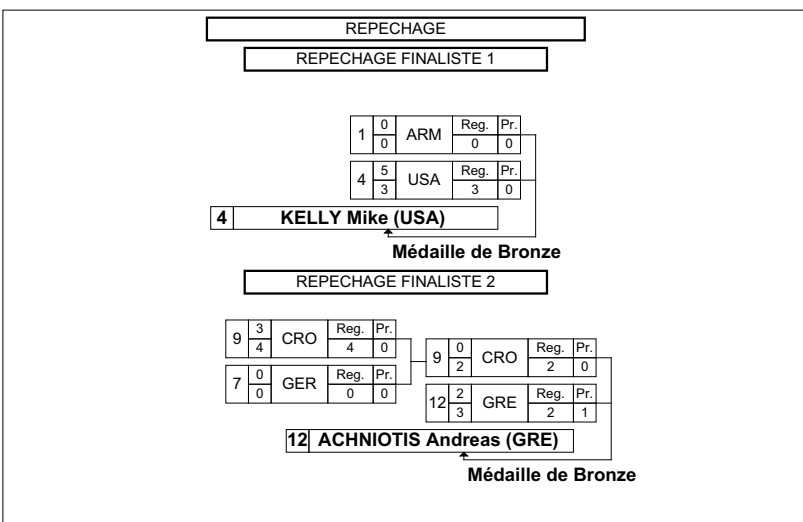 REPECHAGE
REPECHAGE FINALISTE 1
1 0 ARM Reg. Pr.
0 0 0
4 5 USA Reg. Pr.
3 3 0
4 KELLY Mike (USA)
Médaille de Bronze
REPECHAGE FINALISTE 2
9 3 CRO Reg. Pr.
4 4 0
7 0 GER Reg. Pr.
0 0 0
9 0 CRO Reg. Pr.
2 2 0
12 2 GRE Reg. Pr.
3 2 1
12 ACHNIOTIS Andreas (GRE)
Médaille de Bronze